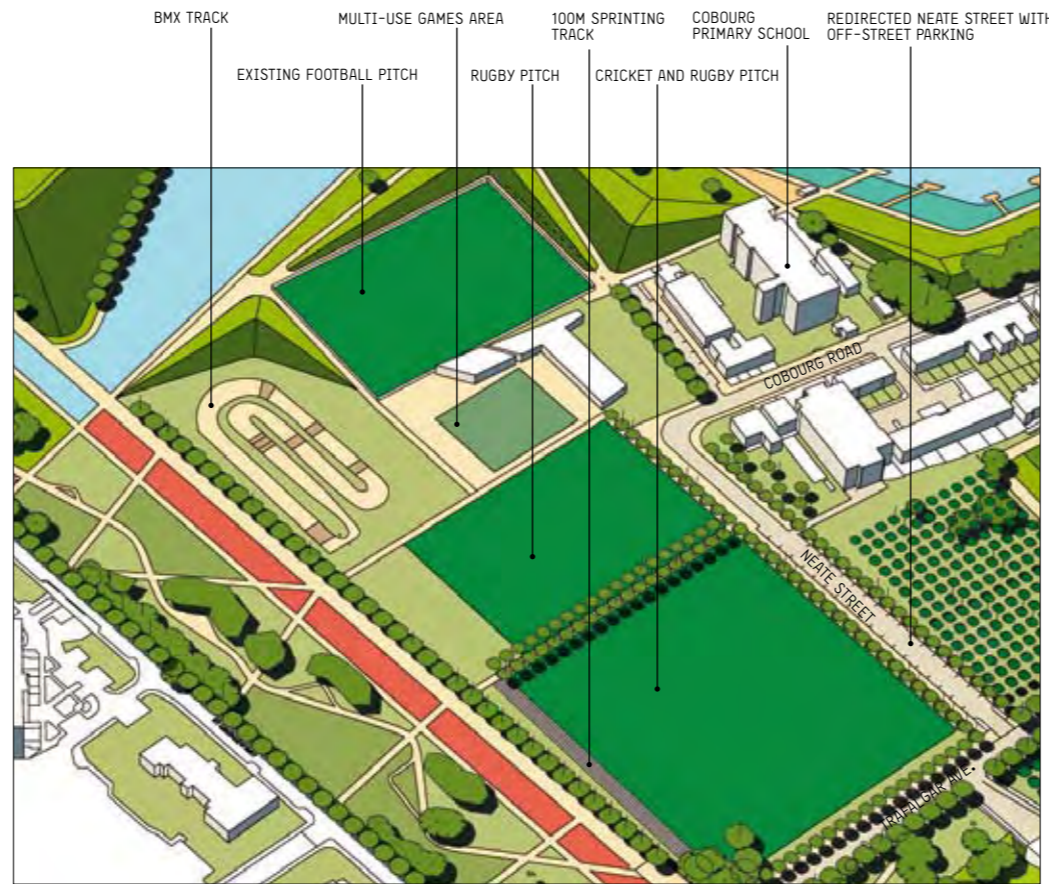 BMX TRACK
MULTI-USE GAMES AREA
100M SPRINTING
TRACK
COBOURG
PRIMARY SCHOOL
REDIRECTED NEATE STREET WITH
OFF-STREET PARKING
EXISTING FOOTBALL PITCH
RUGBY PITCH
CRICKET AND RUGBY PITCH
COBOURG ROAD
NEATE STREET
TRAFALGAR AVE.